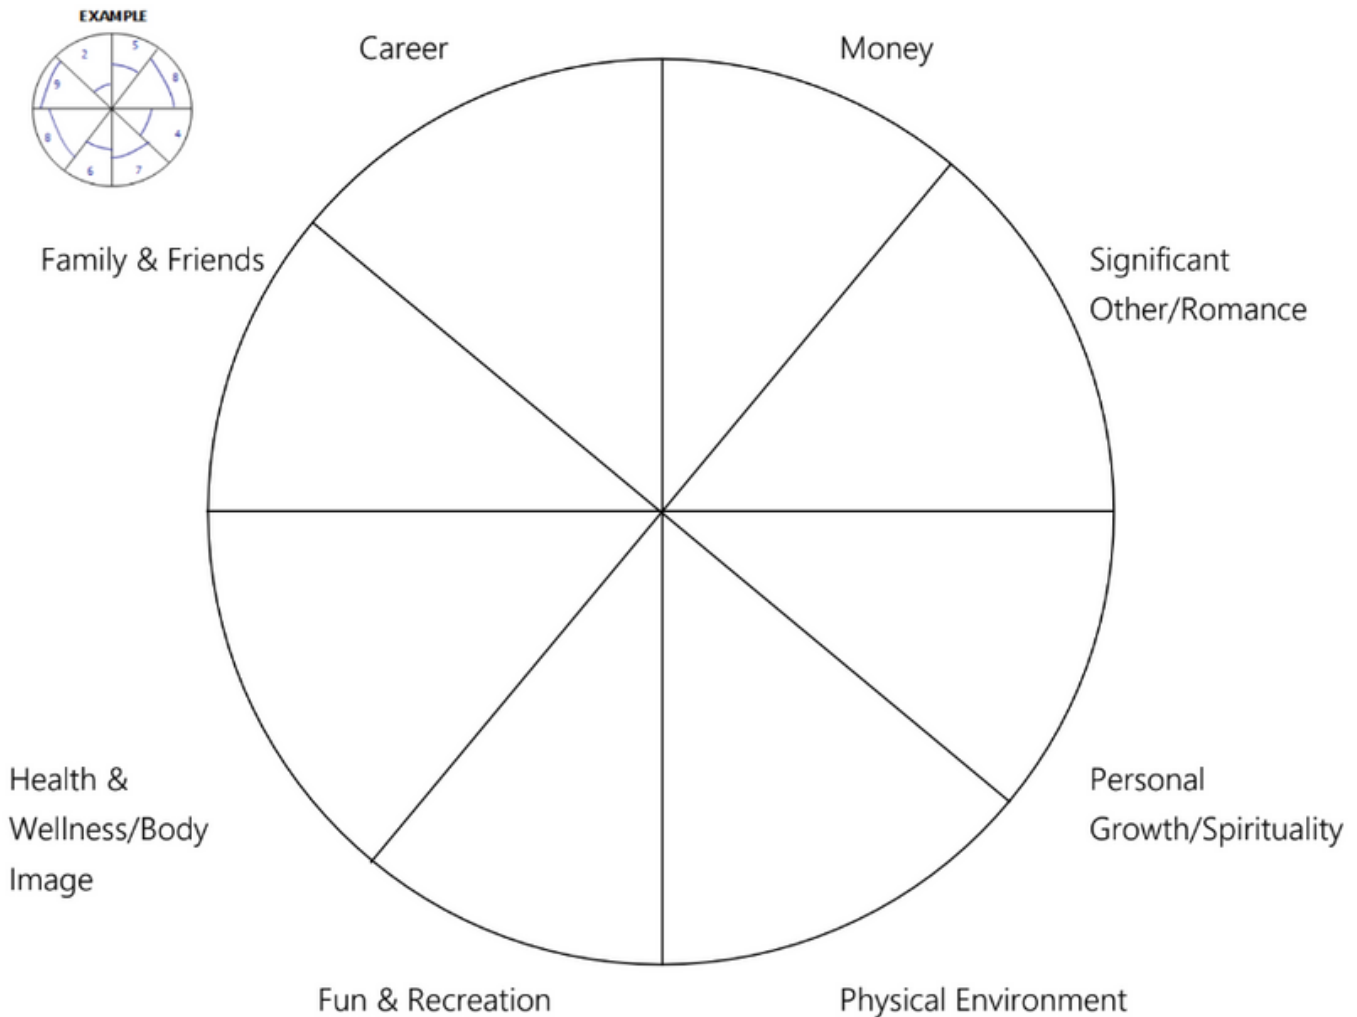 EXAMPLE
2
5
9
8
8
4
6
7
Career
Money
Family & Friends
Significant
Other/Romance
Health &
Wellness/Body
Image
Personal
Growth/Spirituality
Fun & Recreation
Physical Environment